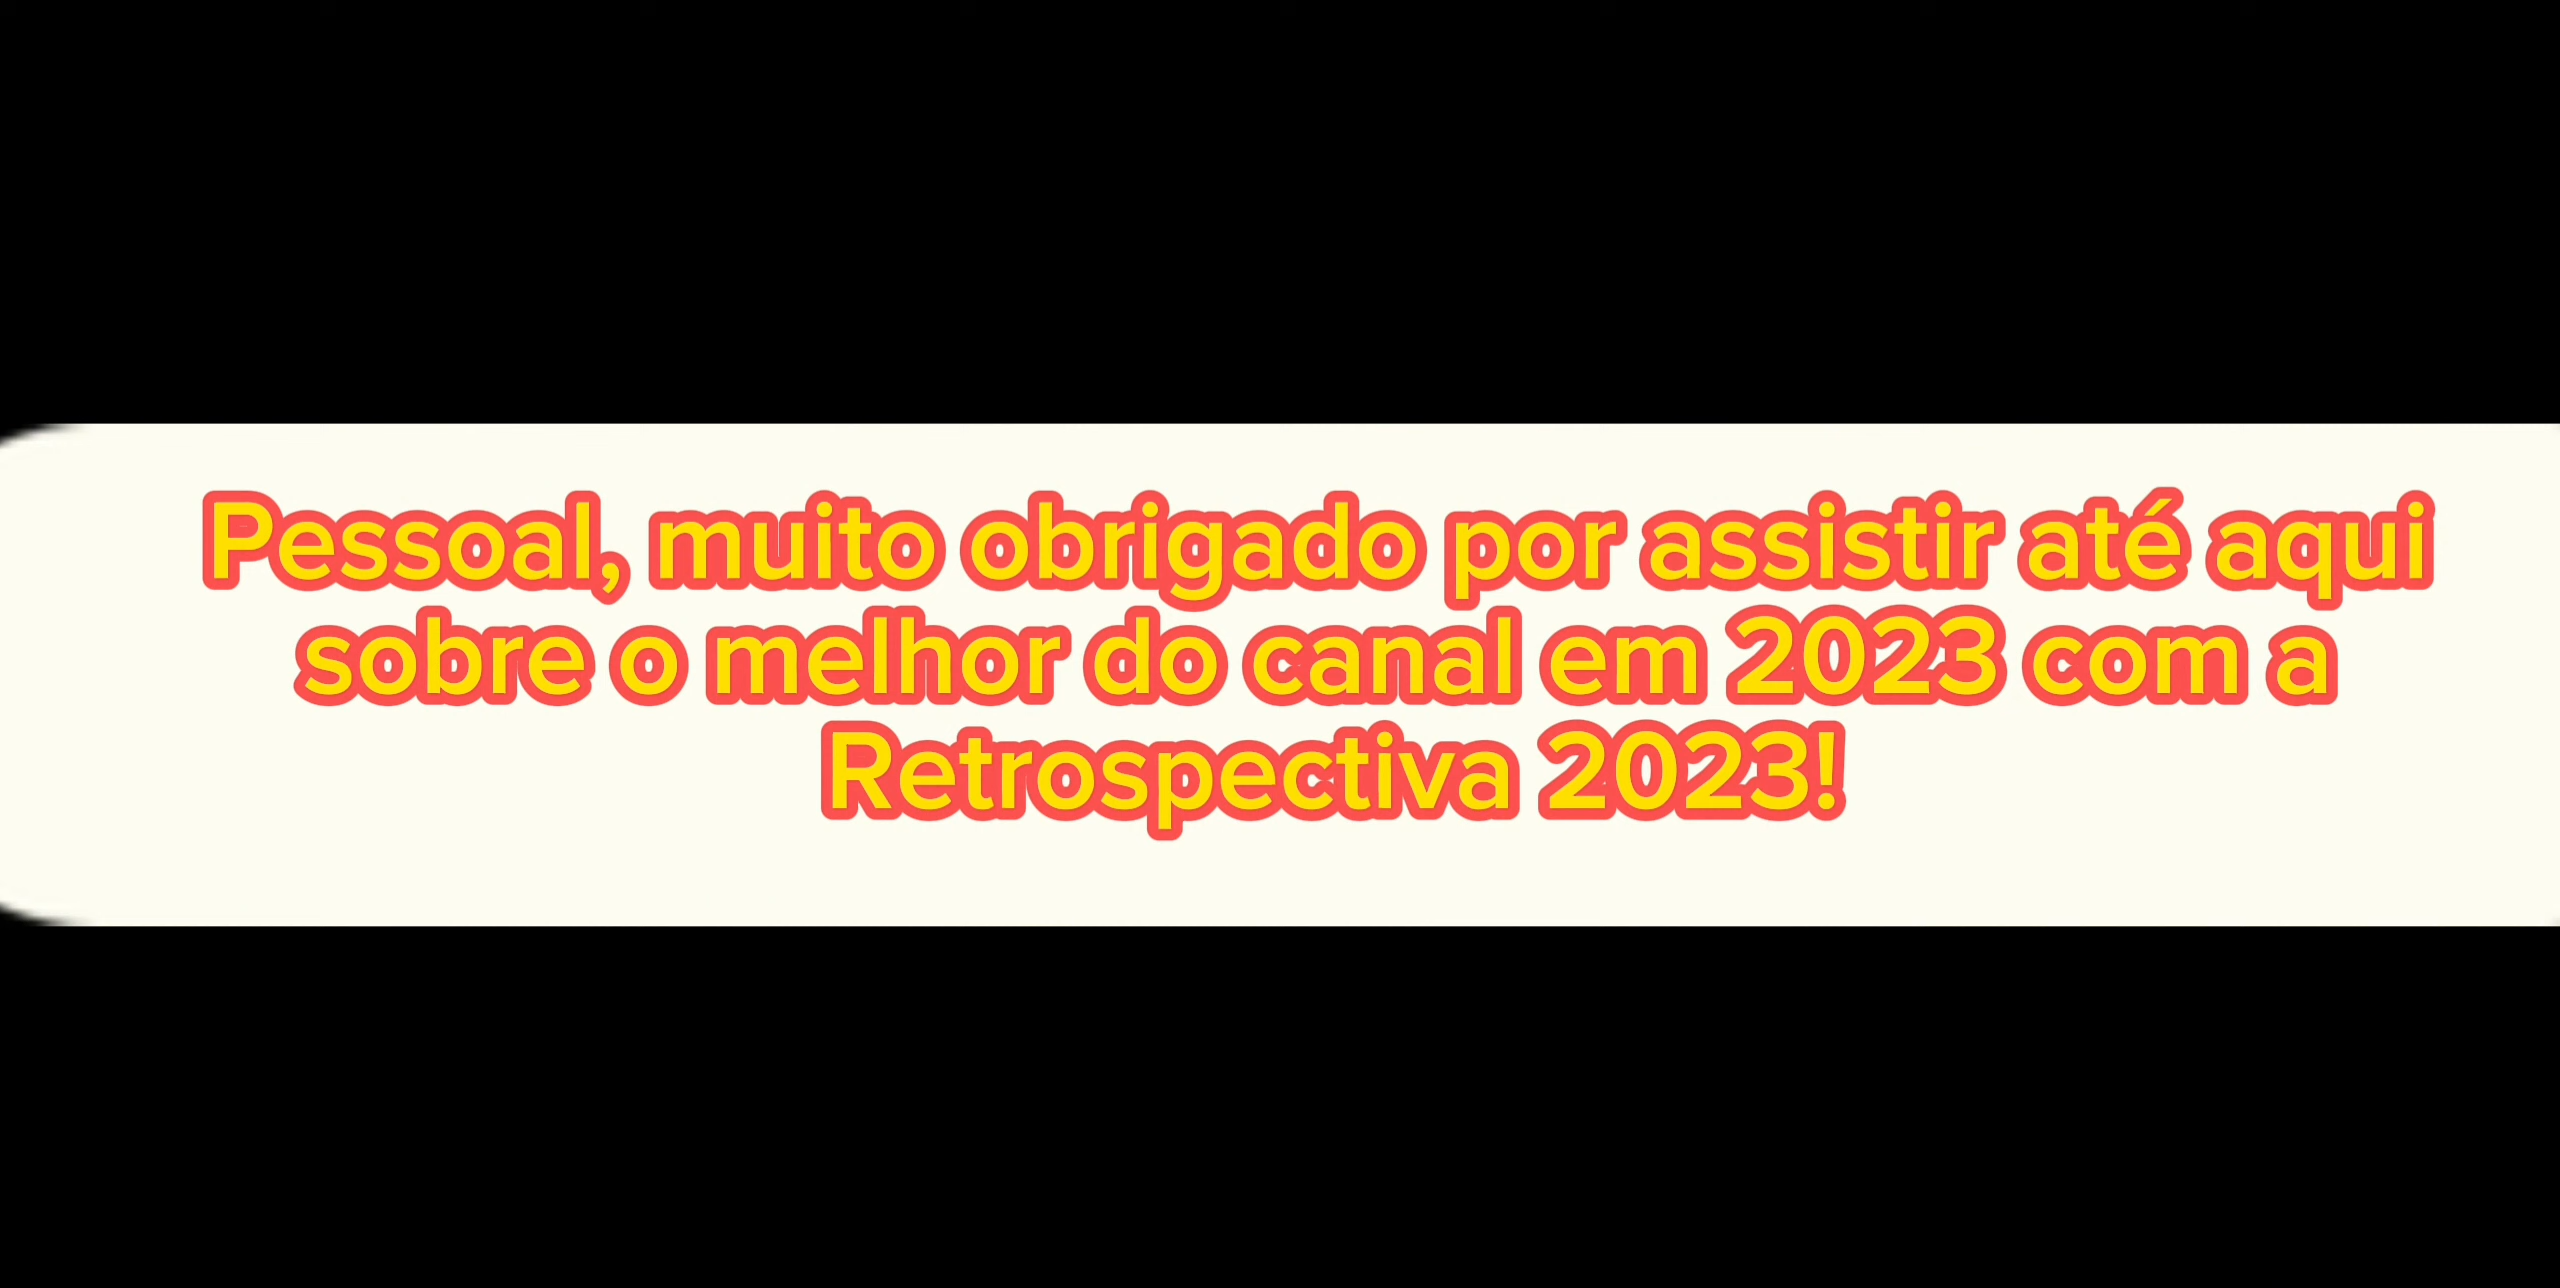 Pessoal, muito obrigado por assistir até aqui
sobre o melhor do canal em 2023 com a
Retrospectiva 2023!